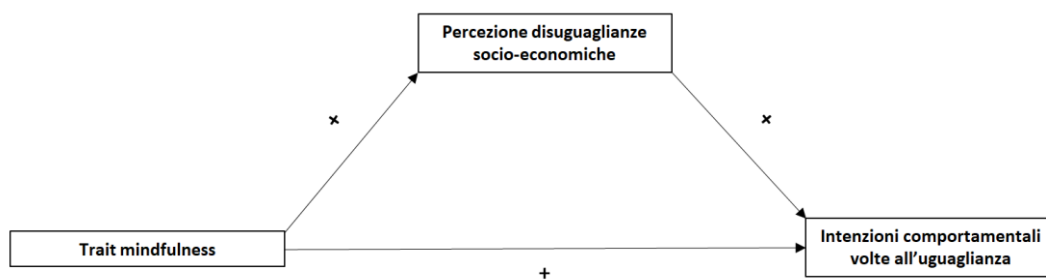 Percezione disuguaglianze
socio-economiche
+
+
Trait mindfulness
Intenzioni comportamentali
volte all'uguaglianza
+